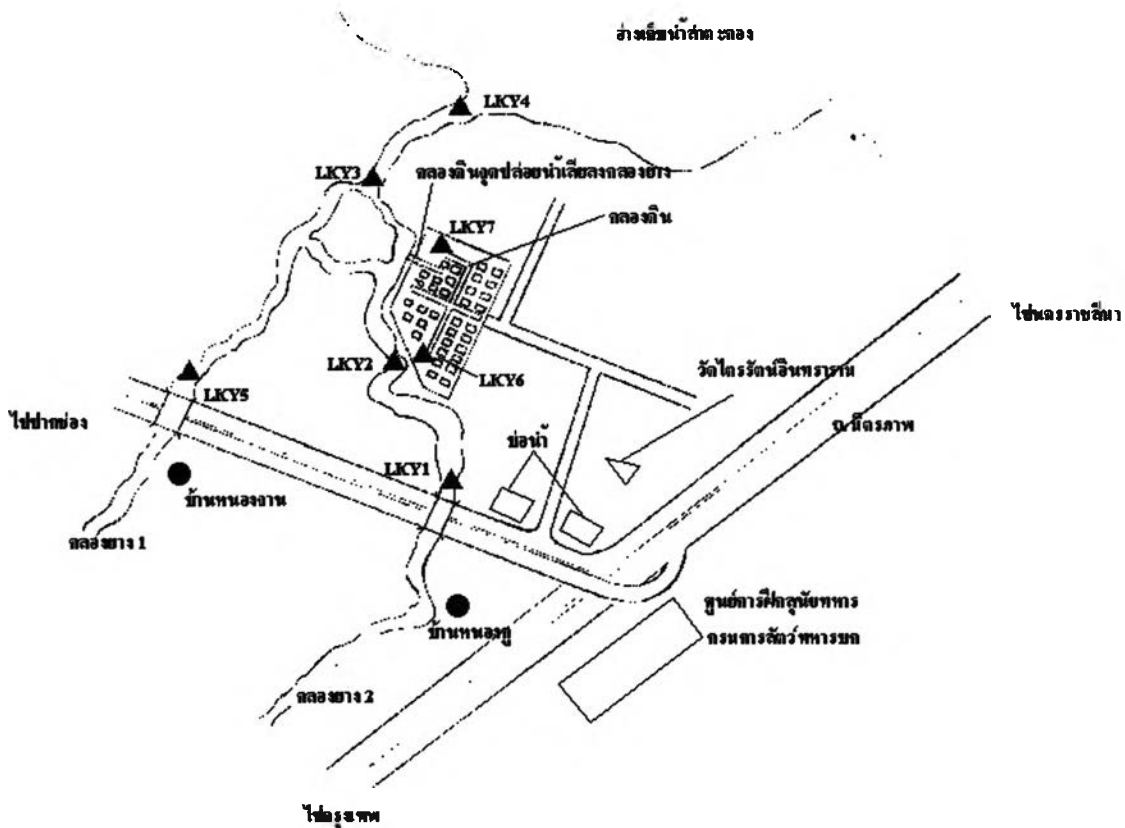 อ่างเก็บน้ำลำตะคอง
LKY4
LKY3
คลองดินจุดปล่อยน้ำเสียลงคลองยาง
LKY7
คลองดิน
ไปนครราชสีมา
วัดไตรรัตน์อินทราราม
LKY2
LKY6
LKY5
ไปปากช่อง
ถ.มิตรภาพ
บ่อน้ำ
LKY1
บ้านหนองจาน
คลองยาง 1
ศูนย์การฝึกสุนัขทหาร
บ้านหนองกู
กรมการสัตว์ทหารบก
คลองยาง 2
ไปกรุงเทพ